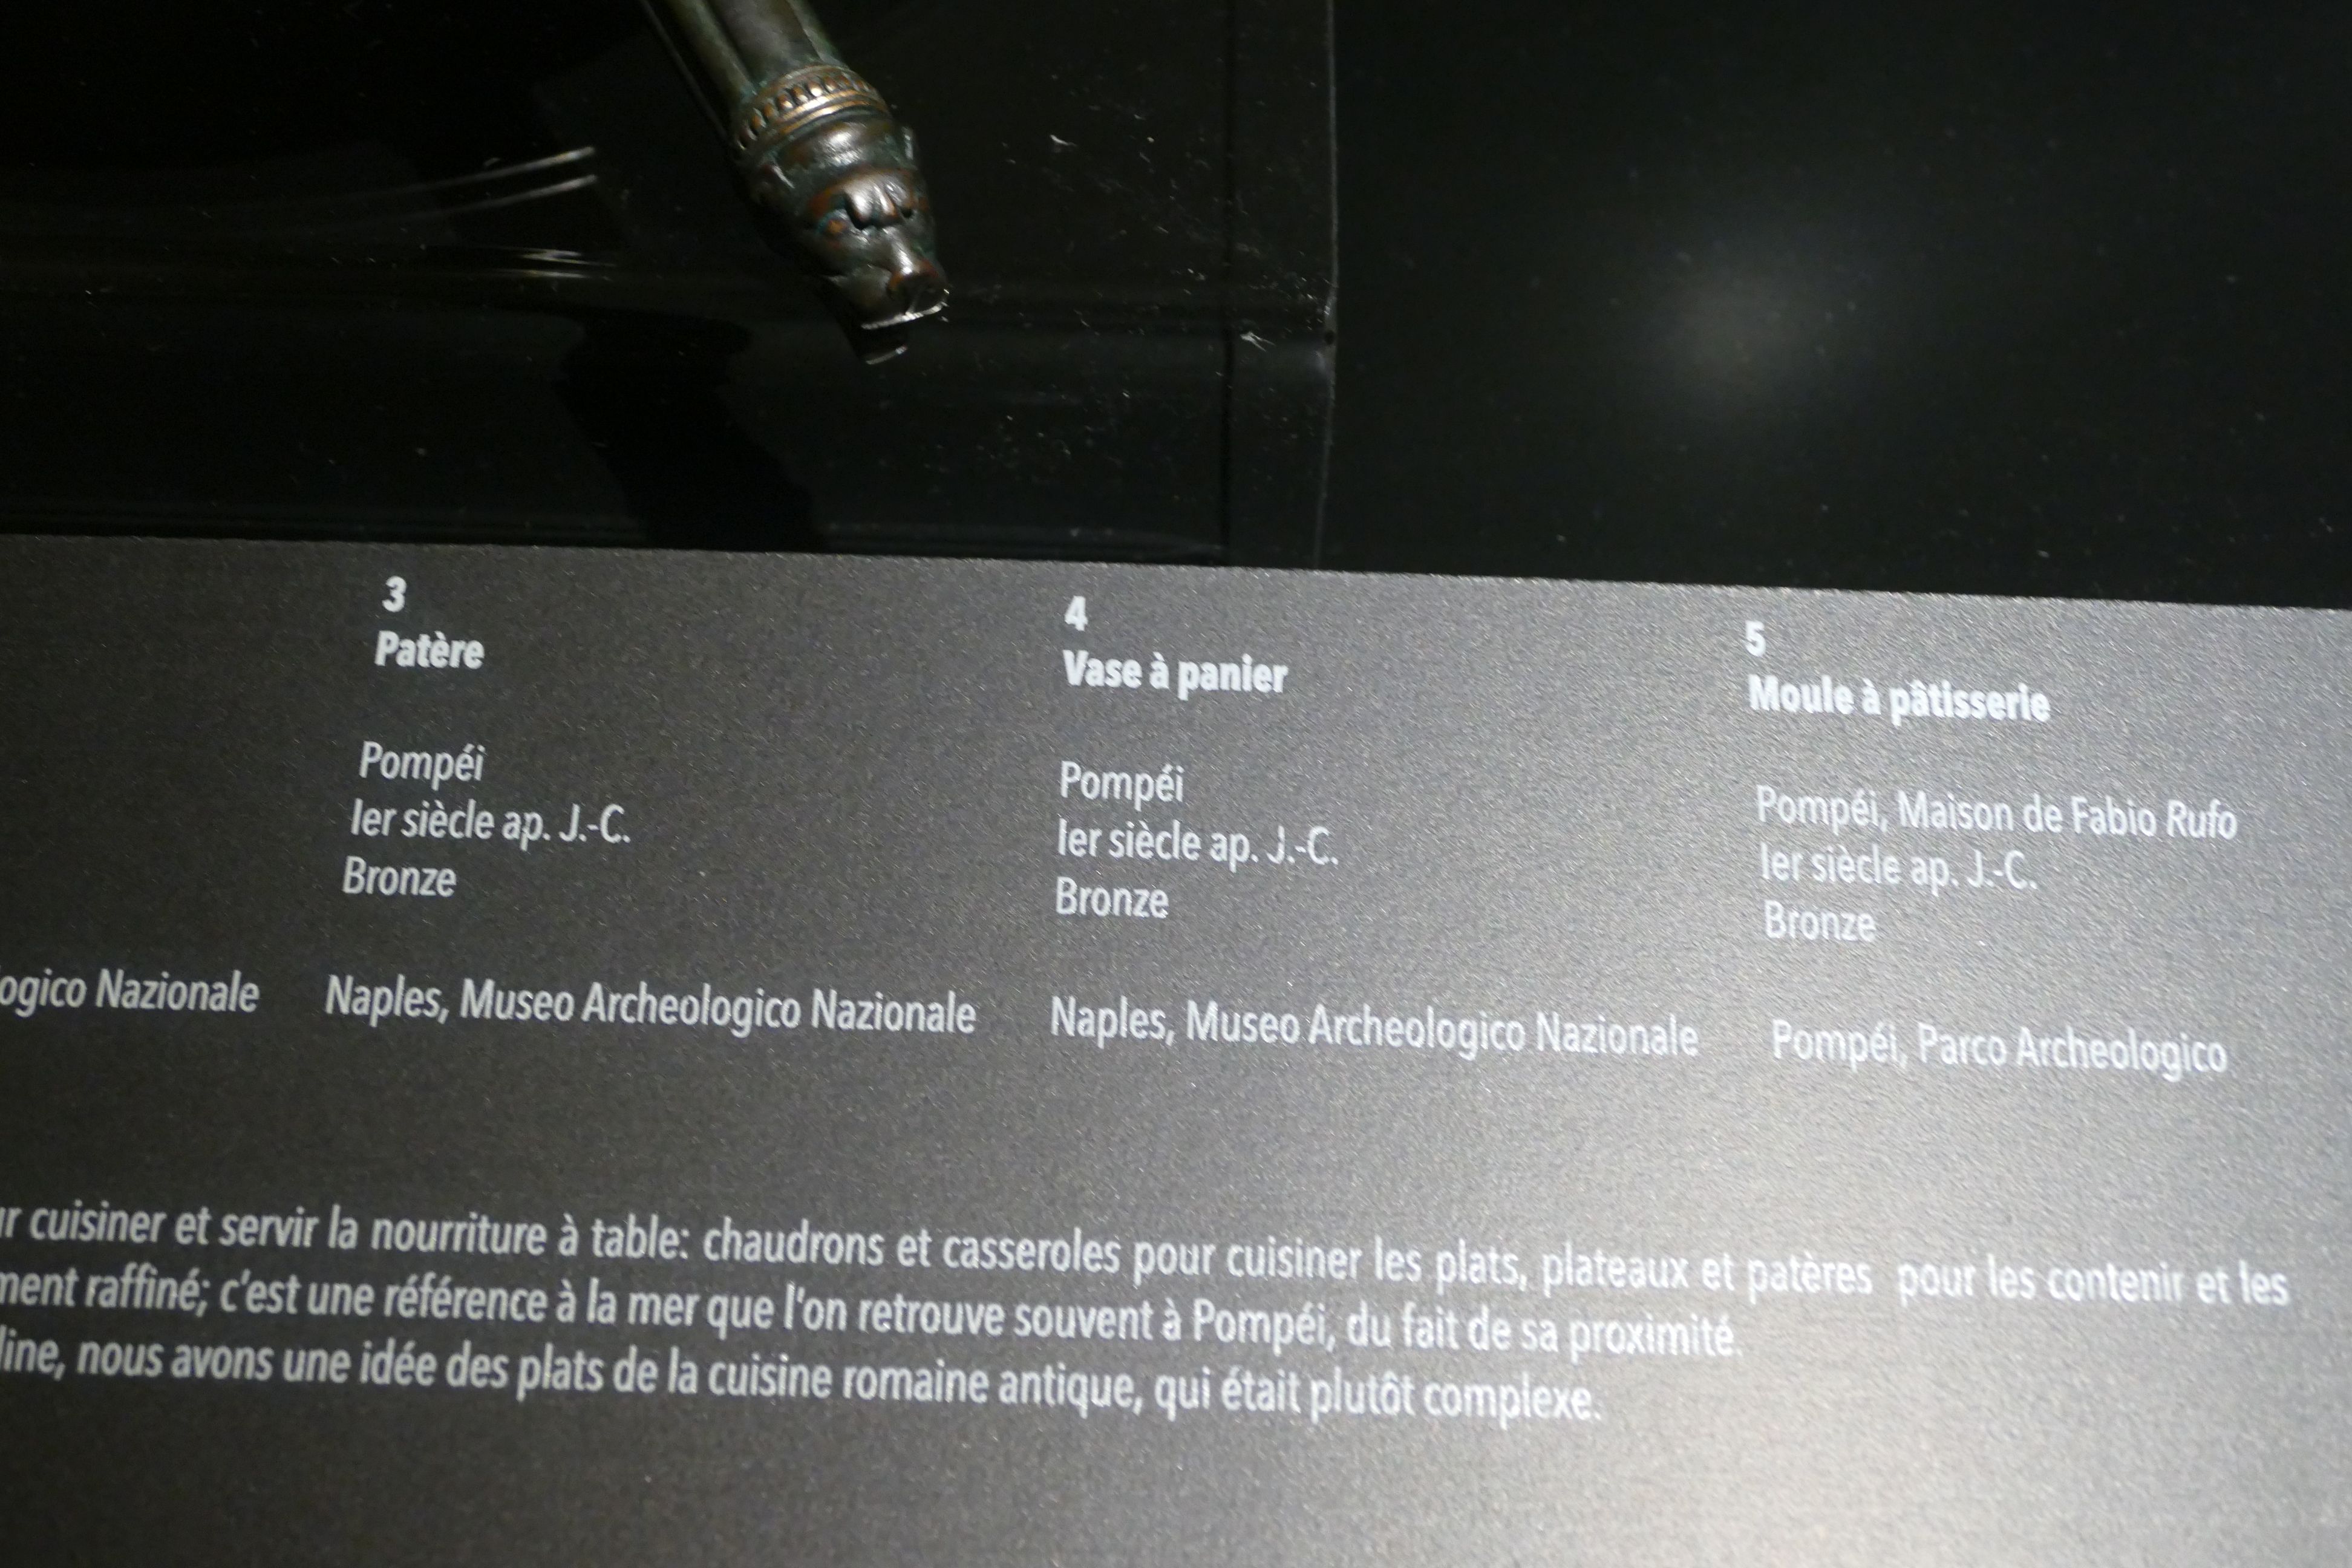 3
Patère
Pompéi
Ier siècle ap. J.-C.
Bronze
Naples, Museo Archeologico Nazionale
4
Vase à panier
Pompéi
Ier siècle ap. J.-C.
Bronze
Naples, Museo Archeologico Nazionale
5
Moule à pâtisserie
Pompéi, Maison de Fabio Rufo
Ier siècle ap. J.-C.
Bronze
Pompéi, Parco Archeologico
ogico Nazionale
ur cuisiner et servir la nourriture à table: chaudrons et casseroles pour cuisiner les plats, plateaux et patères pour les contenir et les
ment raffiné; c'est une référence à la mer que l'on retrouve souvent à Pompéi, du fait de sa proximité.
line, nous avons une idée des plats de la cuisine romaine antique, qui était plutôt complexe.